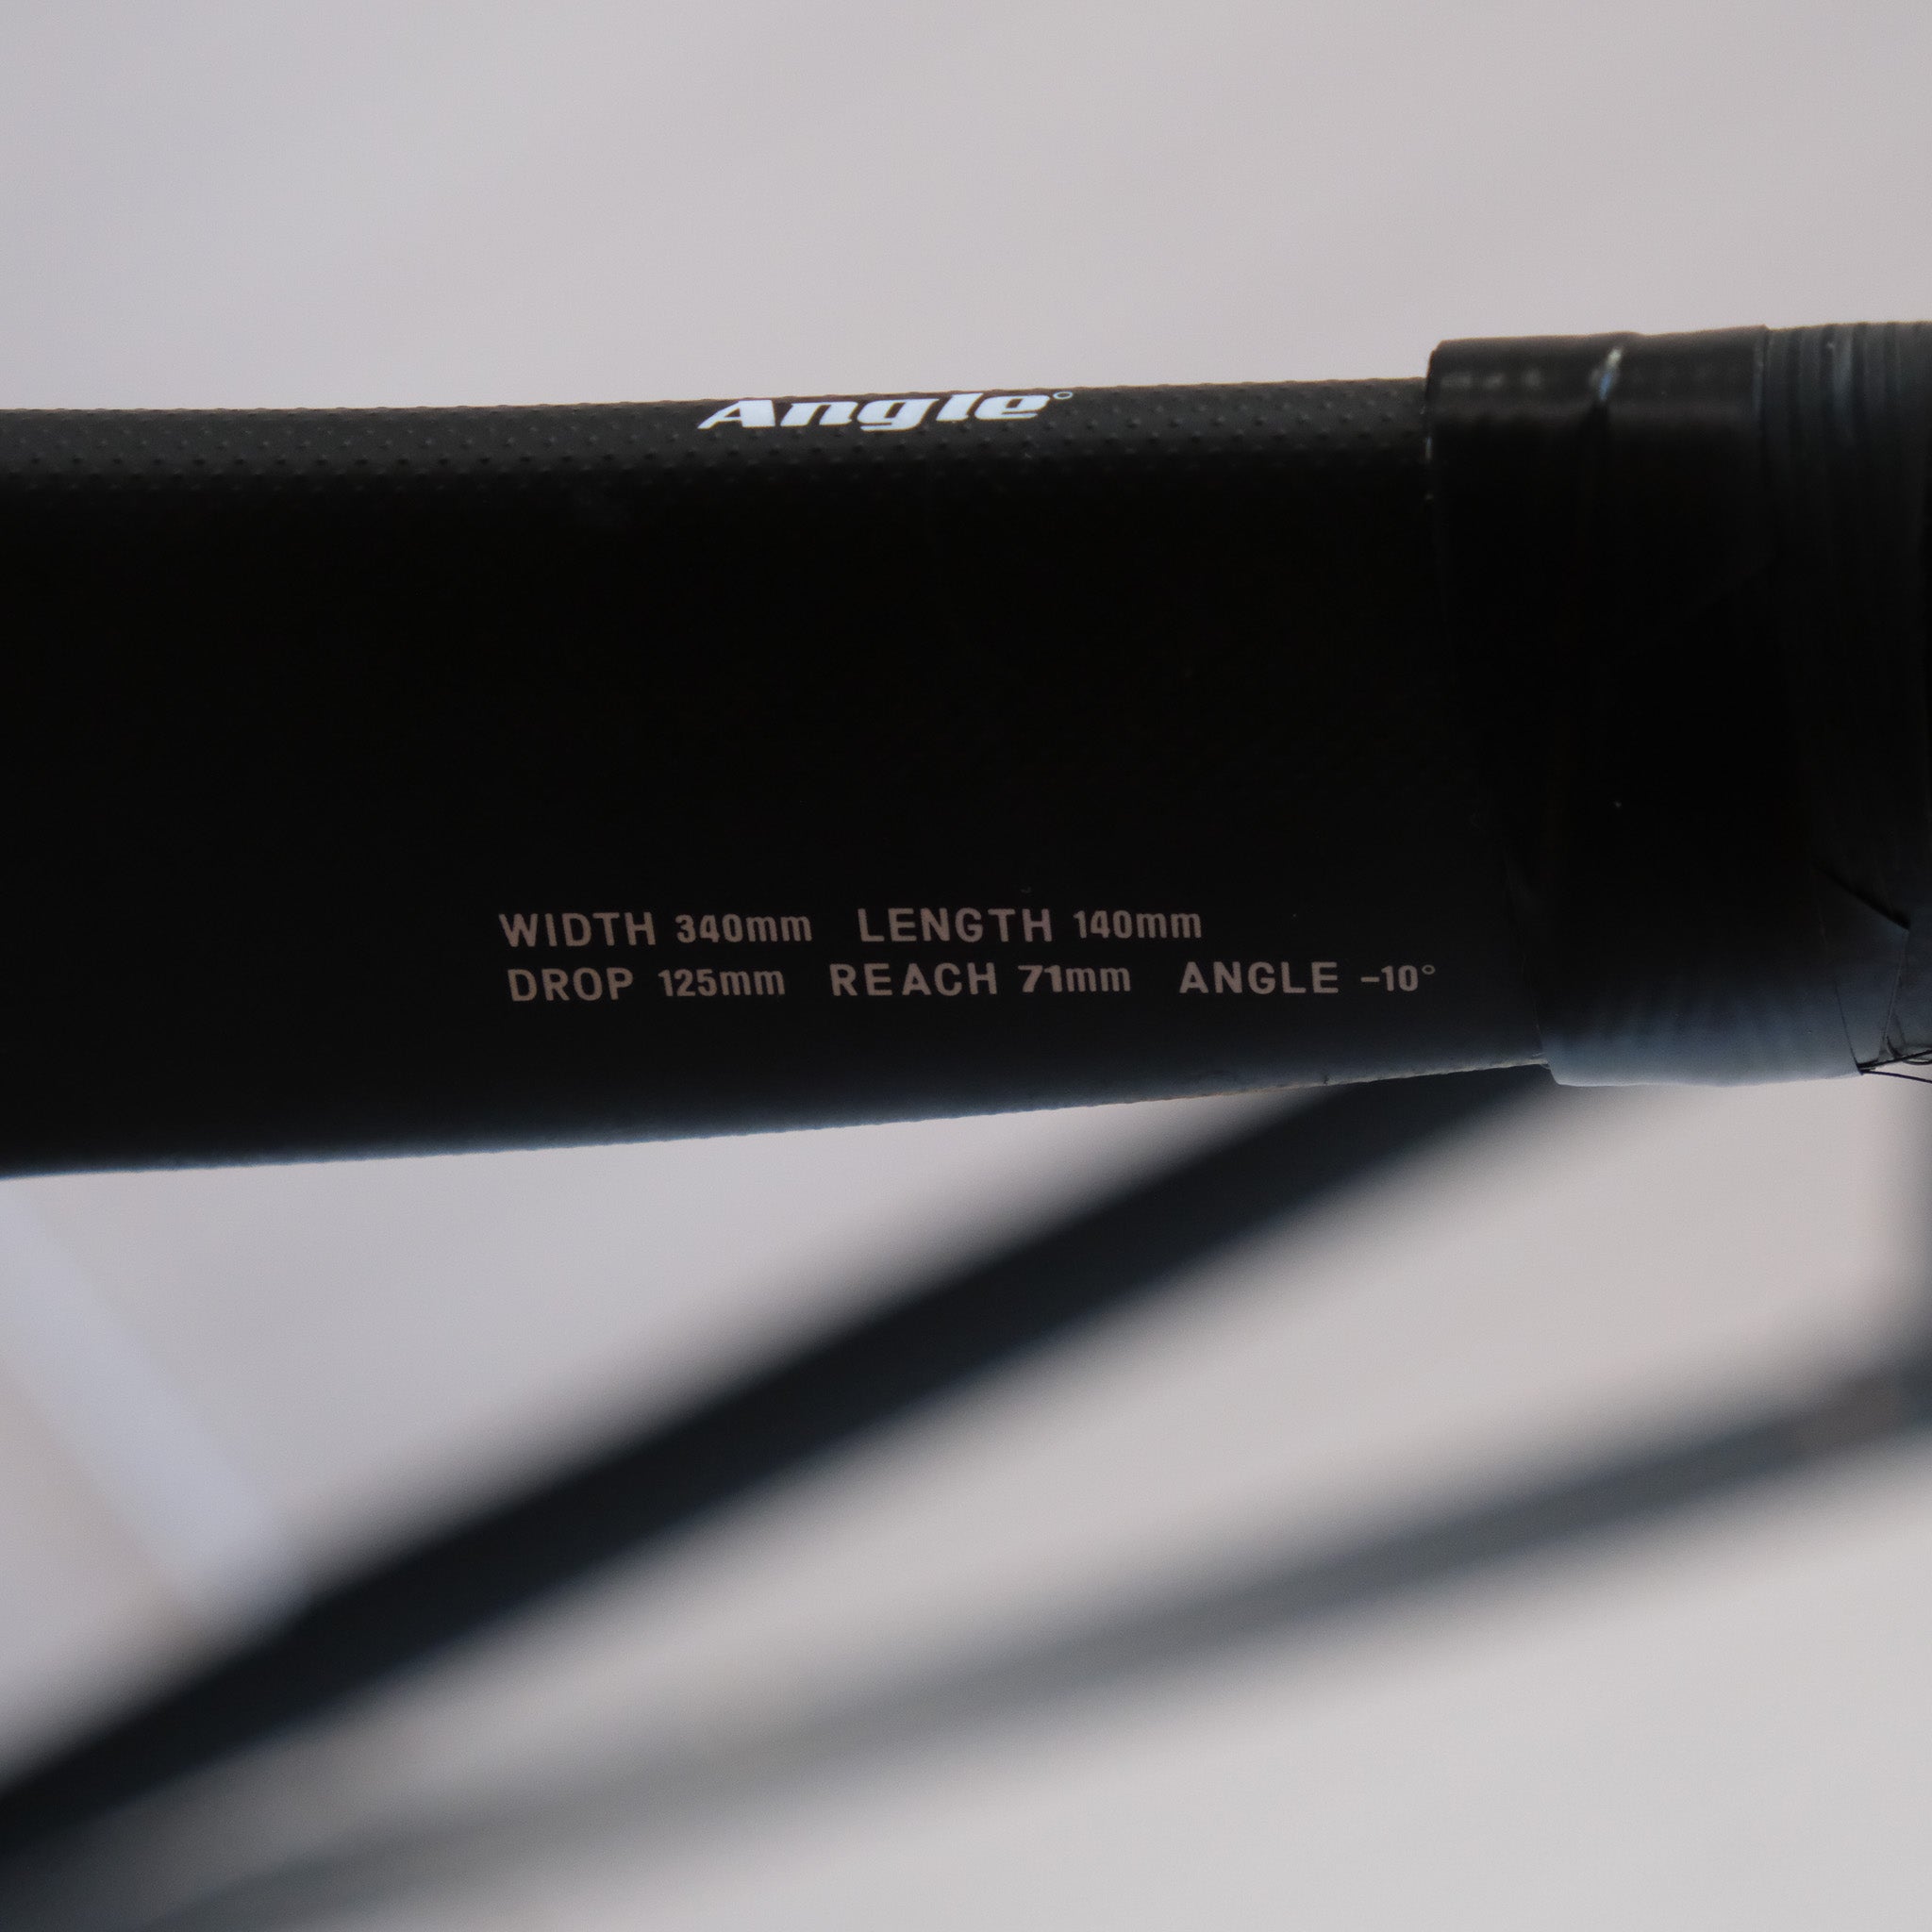 Angle°
WIDTH 340mm LENGTH 140mm
DROP 125mm REACH 71mm ANGLE -10°